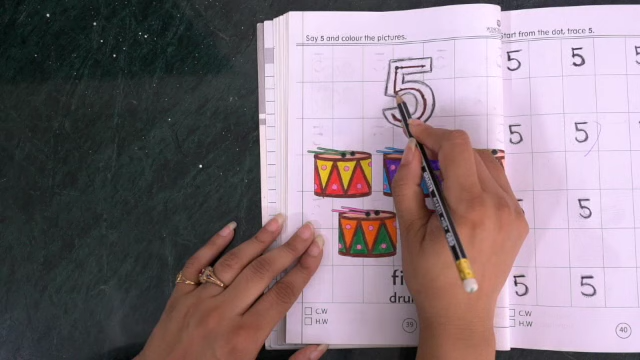 Say 5 and colour the pictures.
5
C.W
H.W
39
Start from the dot, trace 5.
5 5 5
5 5
5
5 5
C.W
H.W
40